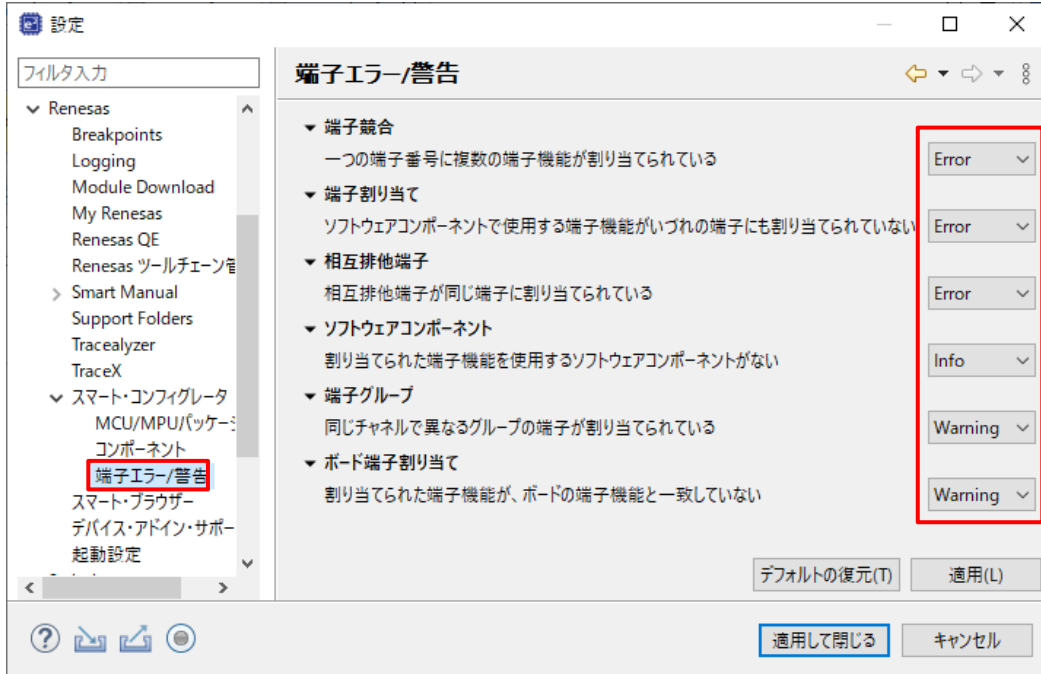 設定
フィルタ入力
Renesas
Breakpoints
Logging
Module Download
My Renesas
Renesas QE
Renesas ツールチェーン管
Smart Manual
Support Folders
Tracealyzer
TraceX
スマート・コンフィグレータ
MCU/MPUパッケージ
コンポーネント
端子エラー/警告
スマート・ブラウザー
デバイス・アドイン・サポー
起動設定
端子エラー/警告
端子競合
一つの端子番号に複数の端子機能が割り当てられている
Error
端子割り当て
ソフトウェアコンポーネントで使用する端子機能がいづれの端子にも割り当てられていない
Error
相互排他端子
相互排他端子が同じ端子に割り当てられている
Error
ソフトウェアコンポーネント
割り当てられた端子機能を使用するソフトウェアコンポーネントがない
Info
端子グループ
同じチャネルで異なるグループの端子が割り当てられている
Warning
ボード端子割り当て
割り当てられた端子機能が、ボードの端子機能と一致していない
Warning
デフォルトの復元(T)
適用(L)
適用して閉じる
キャンセル